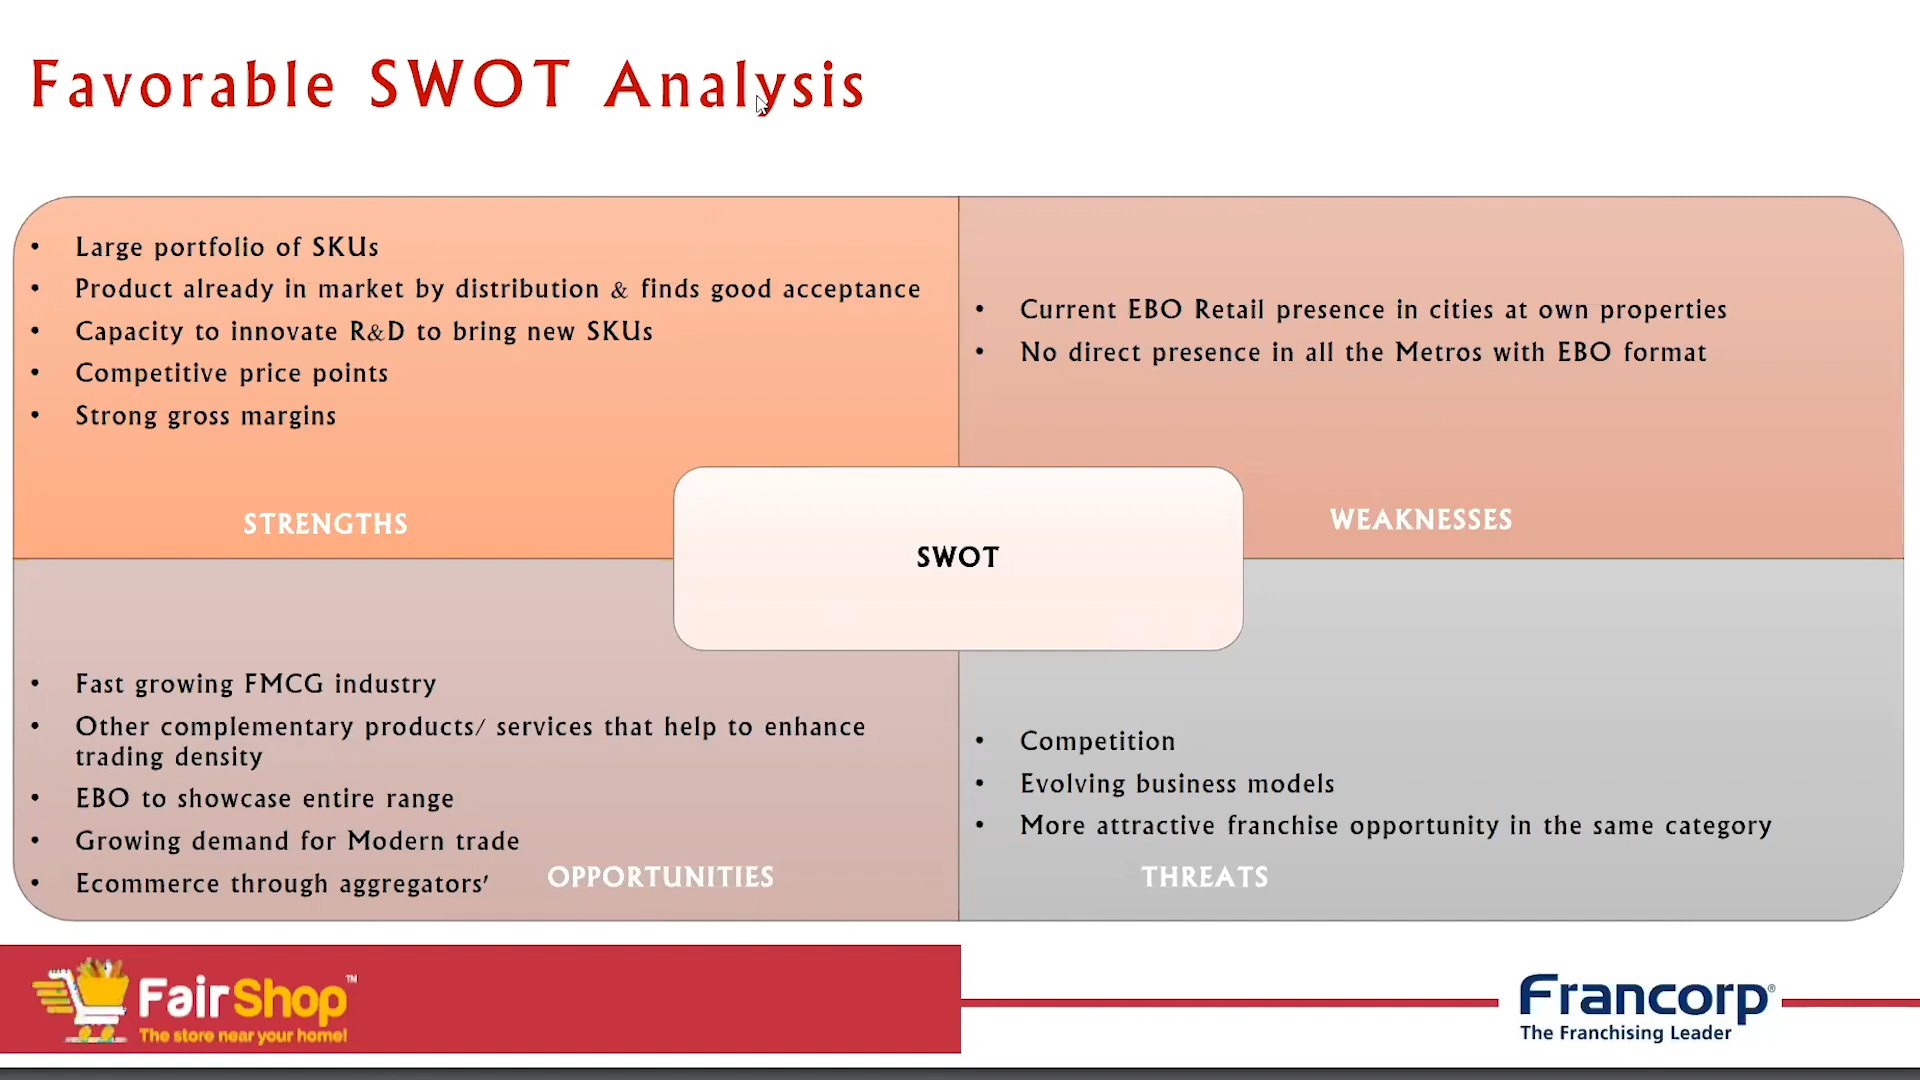 Favorable SWOT Analysis
• Large portfolio of SKUs
• Product already in market by distribution & finds good acceptance
• Capacity to innovate R&D to bring new SKUs
• Competitive price points
• Strong gross margins
STRENGTHS
• Current EBO Retail presence in cities at own properties
• No direct presence in all the Metros with EBO format
WEAKNESSES
SWOT
• Fast growing FMCG industry
• Other complementary products/ services that help to enhance
trading density
• EBO to showcase entire range
• Growing demand for Modern trade
• Ecommerce through aggregators’
OPPORTUNITIES
• Competition
• Evolving business models
• More attractive franchise opportunity in the same category
THREATS
FairShop™
The store near your home!
Francorp®
The Franchising Leader